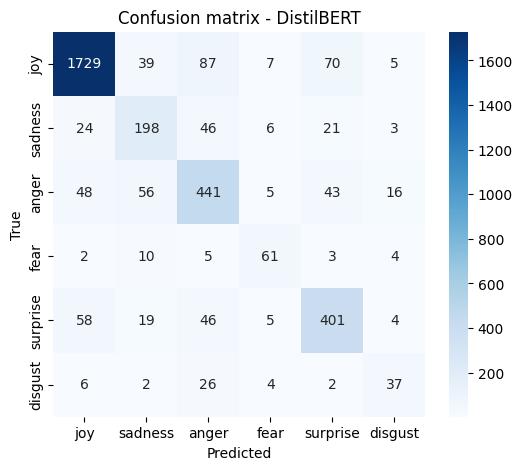 Confusion matrix - DistilBERT
joy 1729 39 87 7 70 5
sadness 24 198 46 6 21 3
anger 48 56 441 5 43 16
fear 2 10 5 61 3 4
surprise 58 19 46 5 401 4
disgust 6 2 26 4 2 37
joy sadness anger fear surprise disgust
Predicted
True
1600
1400
1200
1000
800
600
400
200